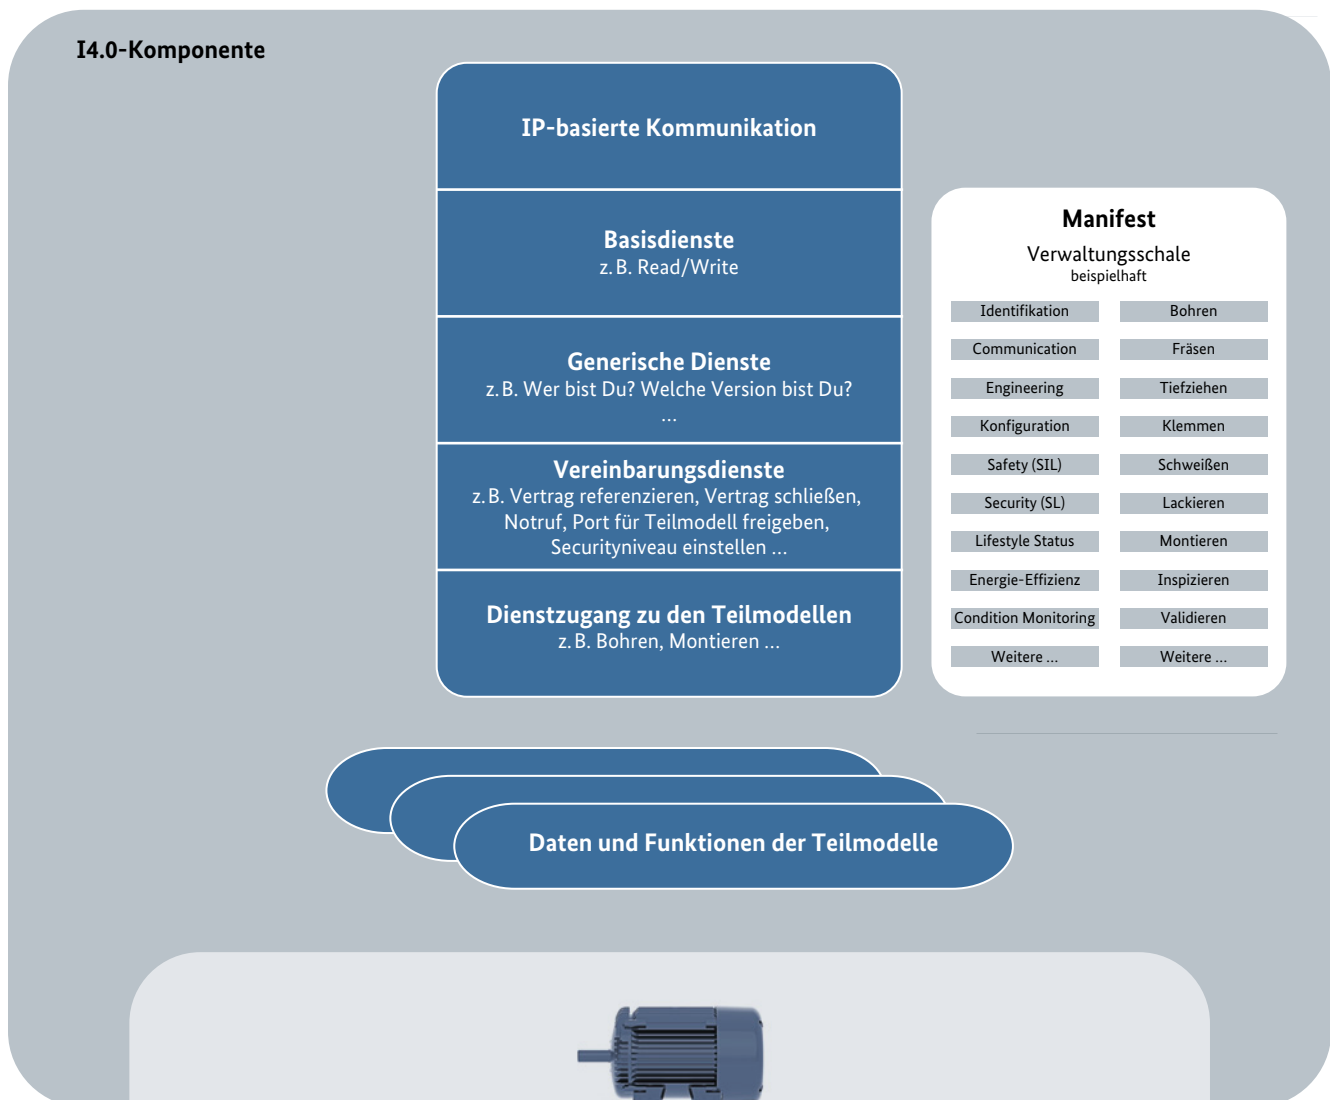 I4.0-Komponente
IP-basierte Kommunikation
Basisdienste
z. B. Read/Write
Generische Dienste
z. B. Wer bist Du? Welche Version bist Du?
...
Vereinbarungsdienste
z. B. Vertrag referenzieren, Vertrag schließen,
Notruf, Port für Teilmodell freigeben,
Securityniveau einstellen ...
Dienstzugang zu den Teilmodellen
z. B. Bohren, Montieren ...
Manifest
Verwaltungsschale
beispielhaft
Identifikation
Bohren
Communication
Fräsen
Engineering
Tiefziehen
Konfiguration
Klemmen
Safety (SIL)
Schweißen
Security (SL)
Lackieren
Lifestyle Status
Montieren
Energie-Effizienz
Inspizieren
Condition Monitoring
Validieren
Weitere ...
Weitere ...
Daten und Funktionen der Teilmodelle